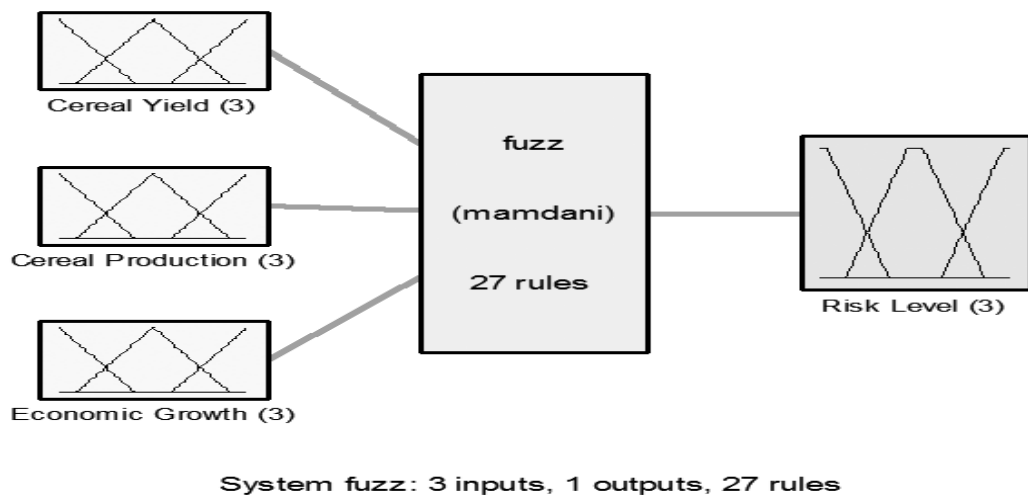 Cereal Yield (3)
Cereal Production (3)
Economic Growth (3)
fuzz
(mamdani)
27 rules
Risk Level (3)
System fuzz: 3 inputs, 1 outputs, 27 rules